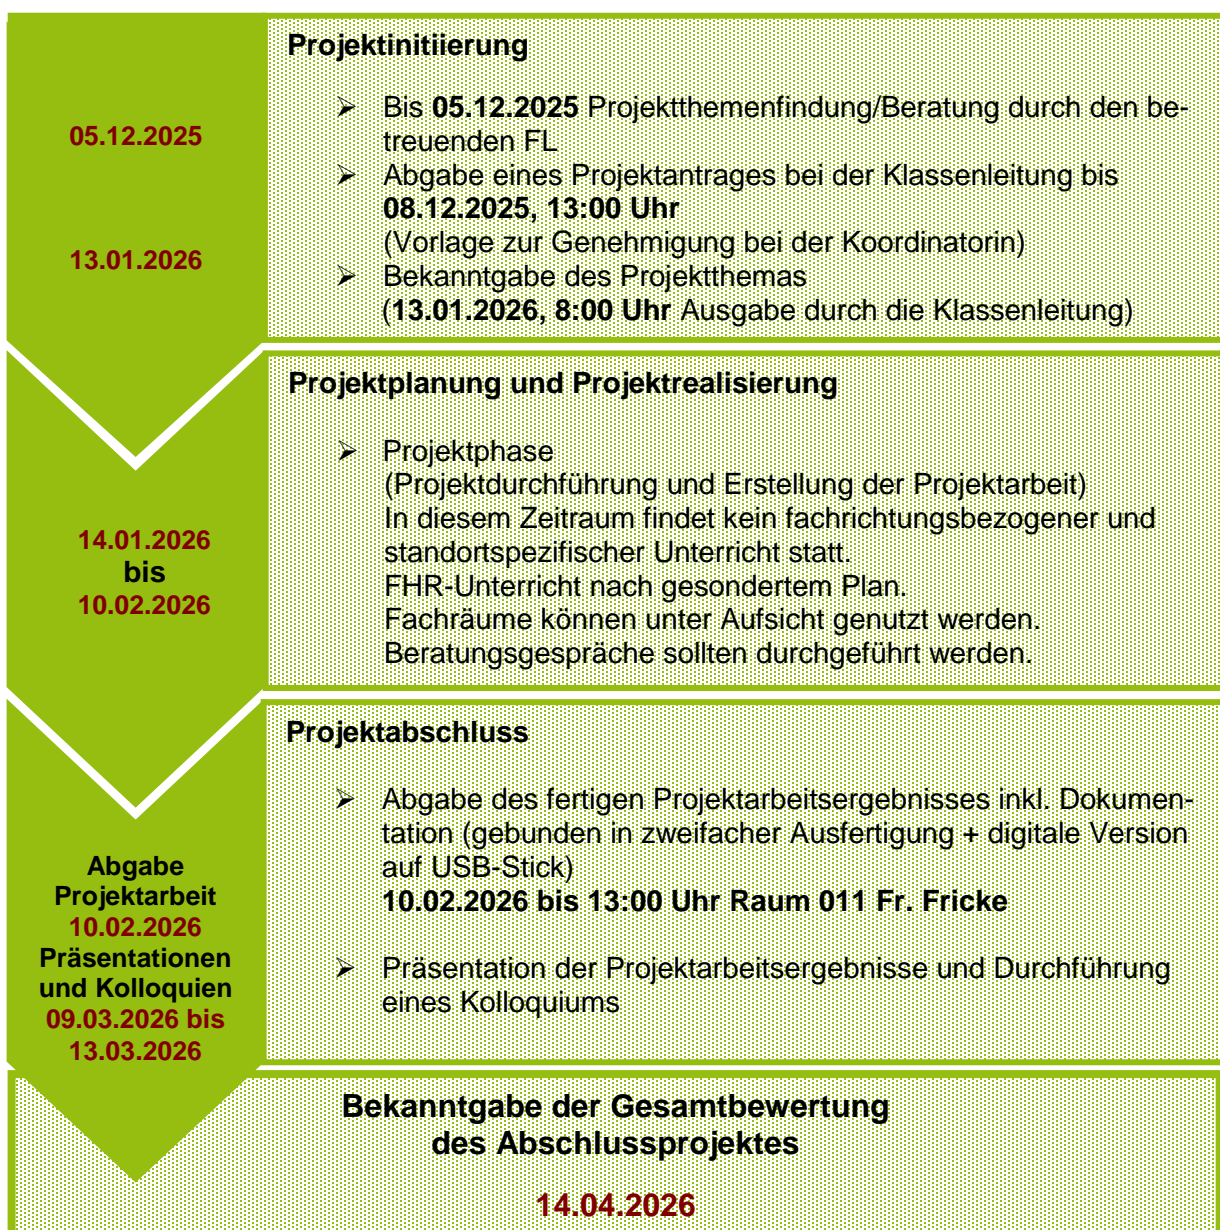 05.12.2025
13.01.2026
Projektinitiierung
➢ Bis 05.12.2025 Projektthemenfindung/Beratung durch den be-
treuenden FL
➢ Abgabe eines Projektantrages bei der Klassenleitung bis
08.12.2025, 13:00 Uhr
(Vorlage zur Genehmigung bei der Koordinatorin)
➢ Bekanntgabe des Projektthemas
(13.01.2026, 8:00 Uhr Ausgabe durch die Klassenleitung)
14.01.2026
bis
10.02.2026
Projektplanung und Projektrealisierung
➢ Projektphase
(Projektdurchführung und Erstellung der Projektarbeit)
In diesem Zeitraum findet kein fachrichtungsbezogener und
standortspezifischer Unterricht statt.
FHR-Unterricht nach gesondertem Plan.
Fachräume können unter Aufsicht genutzt werden.
Beratungsgespräche sollten durchgeführt werden.
Abgabe
Projektarbeit
10.02.2026
Präsentationen
und Kolloquien
09.03.2026 bis
13.03.2026
Projektabschluss
➢ Abgabe des fertigen Projektarbeitsergebnisses inkl. Dokumen-
tation (gebunden in zweifacher Ausfertigung + digitale Version
auf USB-Stick)
10.02.2026 bis 13:00 Uhr Raum 011 Fr. Fricke
➢ Präsentation der Projektarbeitsergebnisse und Durchführung
eines Kolloquiums
Bekanntgabe der Gesamtbewertung
des Abschlussprojektes
14.04.2026